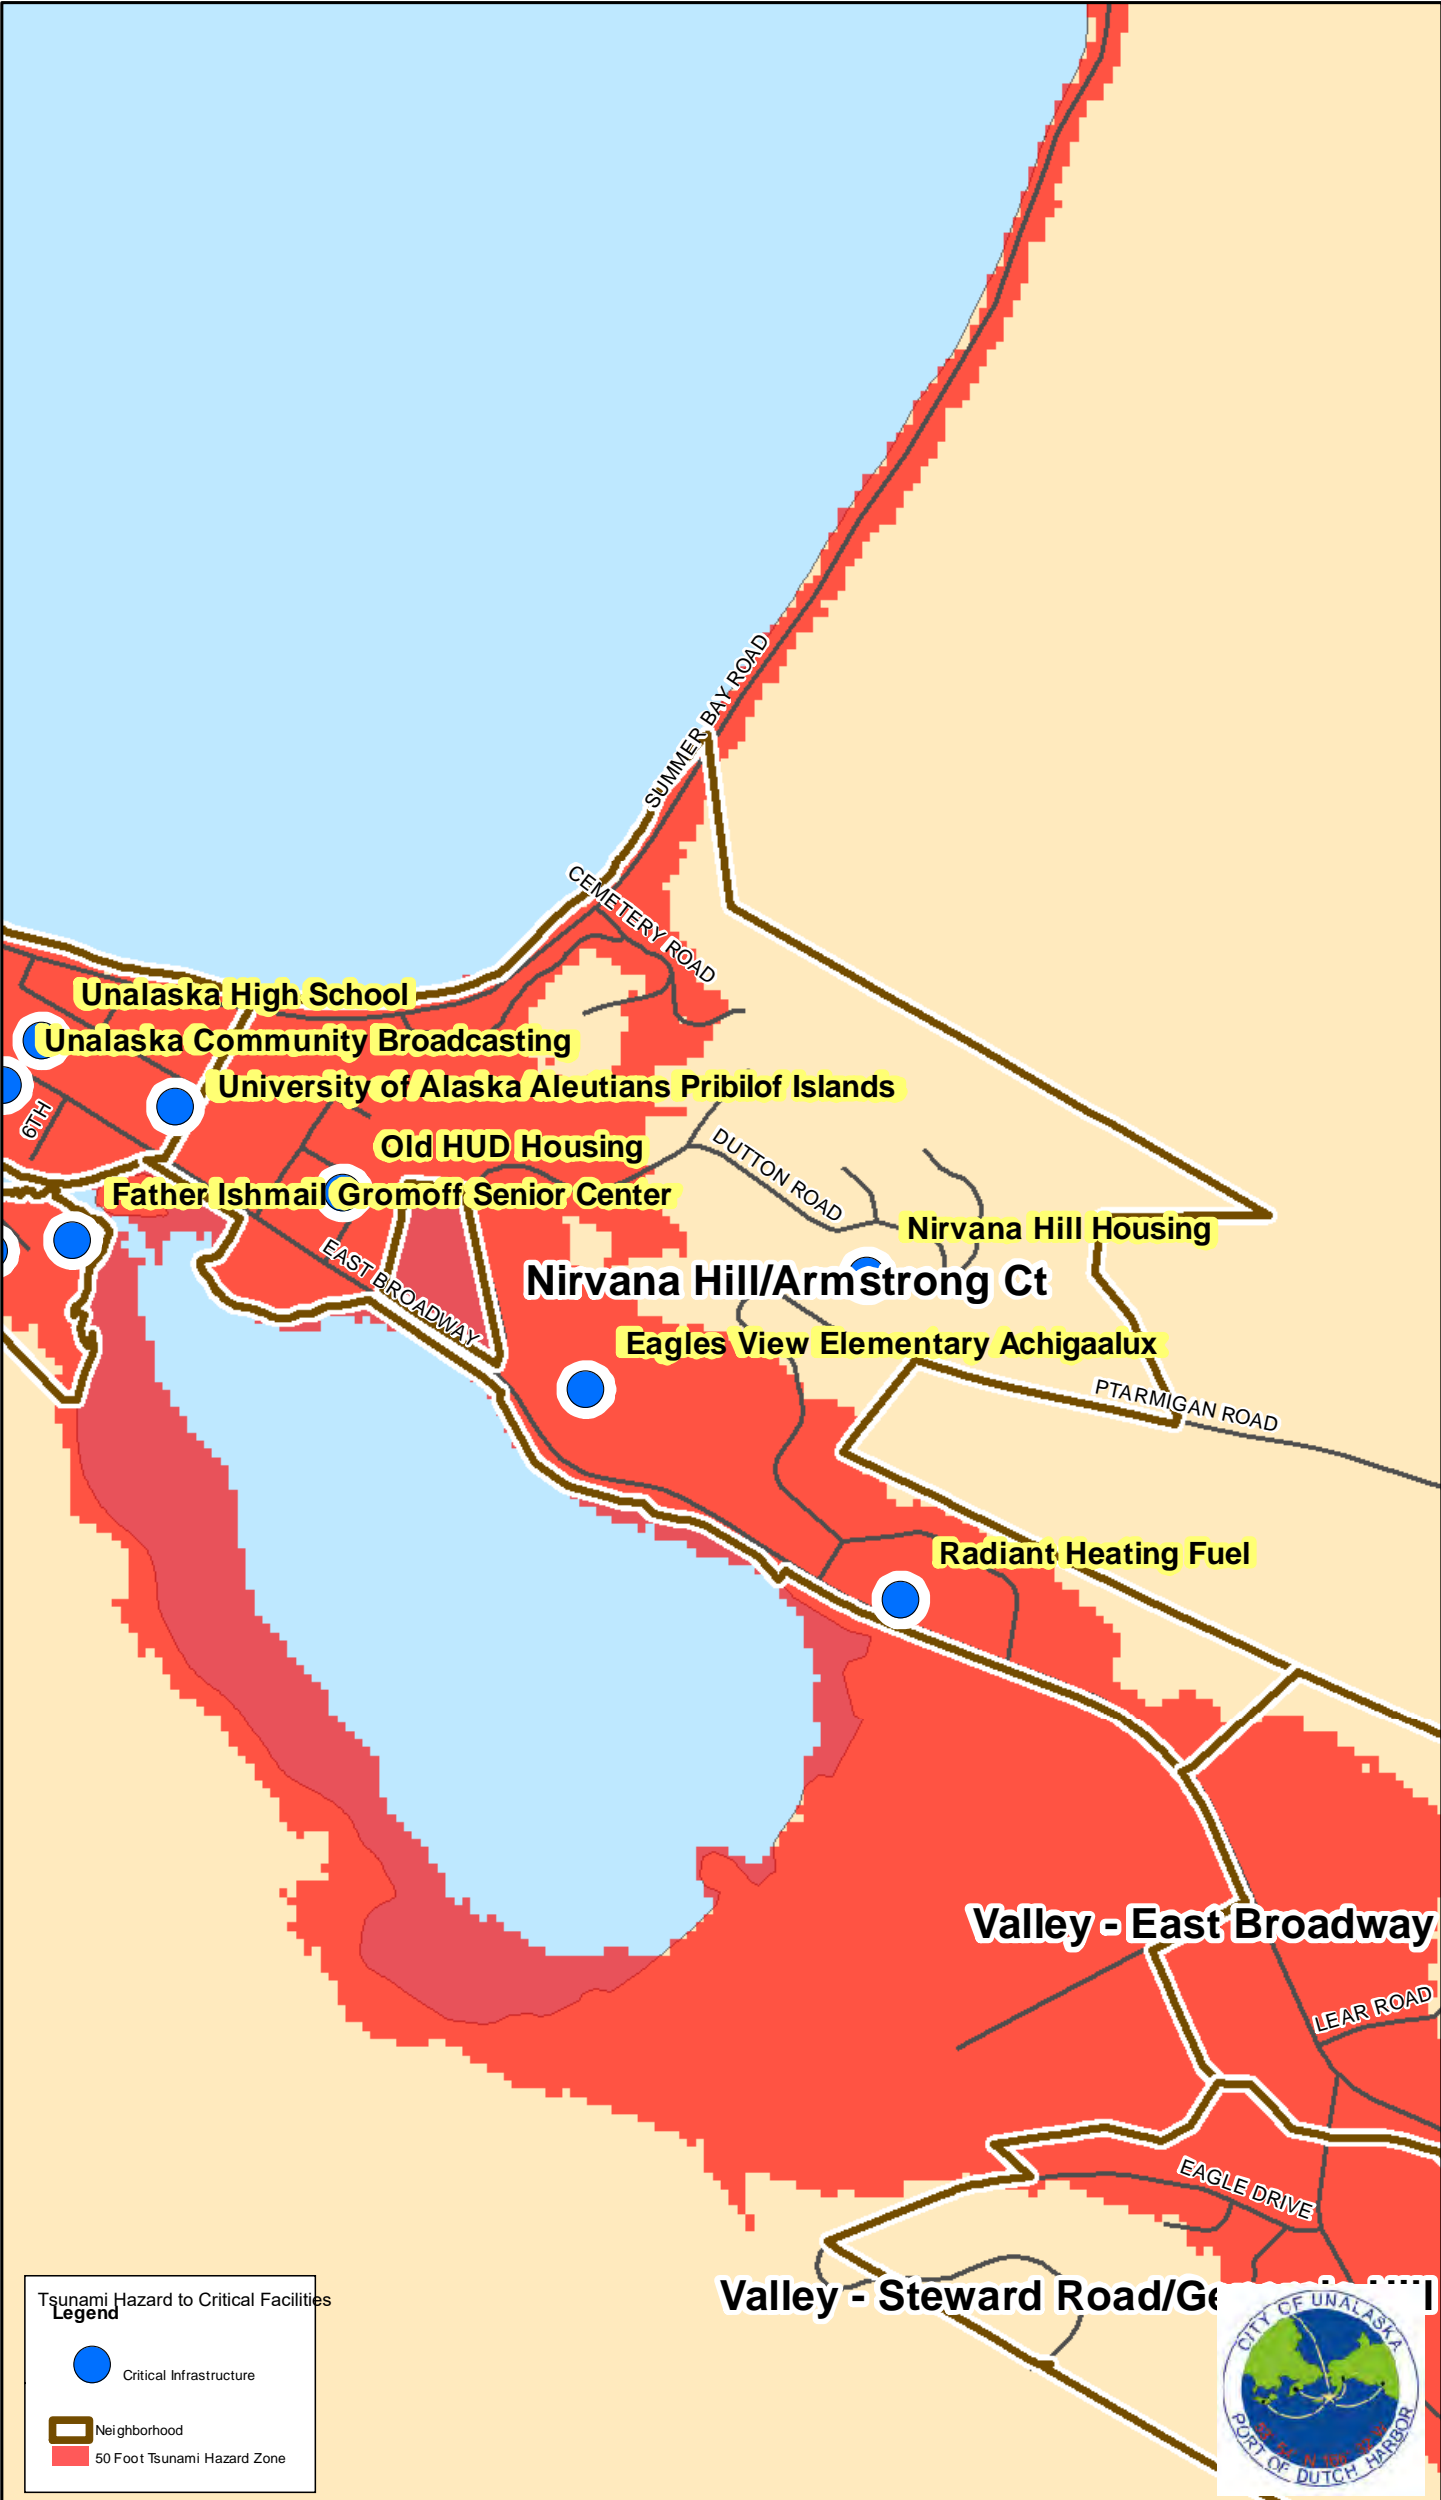 SUMMER BAY ROAD
CEMETERY ROAD
Unalaska High School
Unalaska Community Broadcasting
University of Alaska Aleutians Pribilof Islands
6TH
Old HUD Housing
DUTTON ROAD
Father Ishmail Gromoff Senior Center
Nirvana Hill Housing
EAST BROADWAY
Nirvana Hill/Armstrong Ct
Eagles View Elementary Achigaalux
PTARMIGAN ROAD
Radiant Heating Fuel
Valley - East Broadway
LEAR ROAD
EAGLE DRIVE
Valley - Steward Road/
Tsunami Hazard to Critical Facilities
Legend
Critical Infrastructure
Neighborhood
50 Foot Tsunami Hazard Zone
CITY OF UNALASKA
PORT OF DUTCH HARBOR